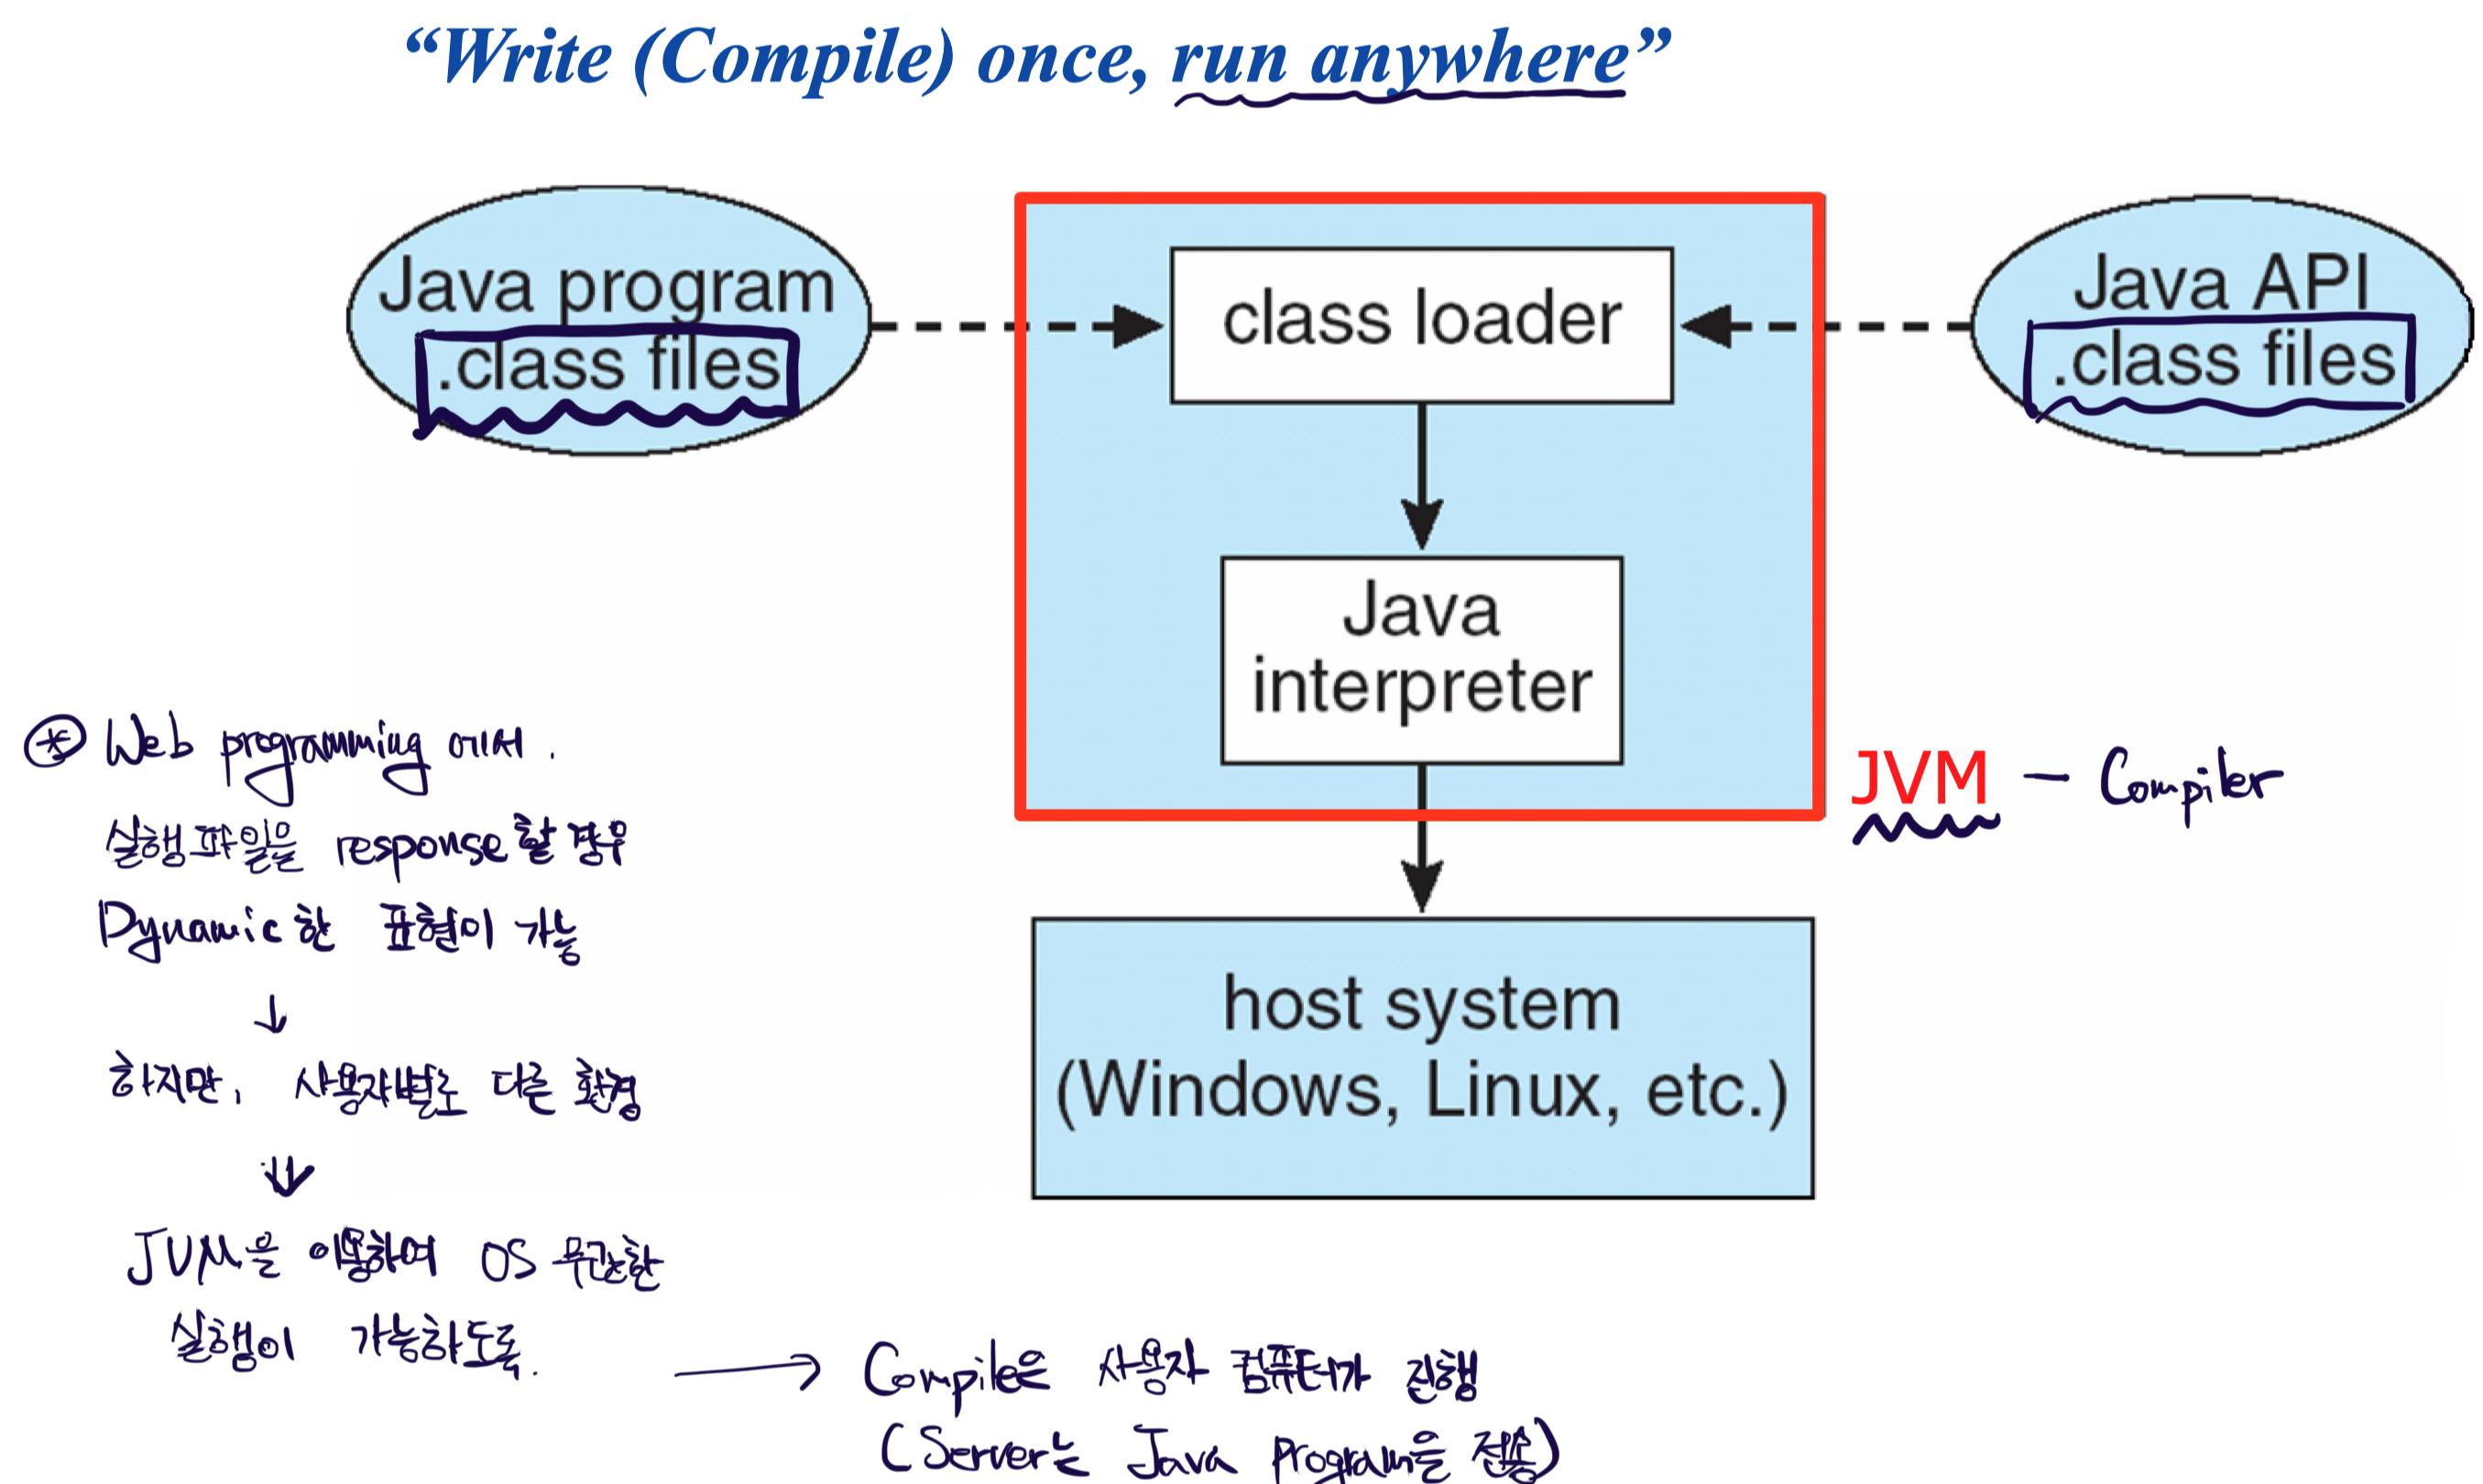 “Write (Compile) once, run anywhere”
Java program
.class files
class loader
Java API
.class files
Java
interpreter
JVM — Compiler
host system
(Windows, Linux, etc.)
⊛ Web programming 에서.
실행파일을 response할 경우
Dynamic한 표현이 가능
↓
하지만, 사용자별로 다른 환경
⇓
JVM을 이용하여 OS 무관한
실행이 가능하도록.
→ Compile은 사용자 컴퓨터가 진행
(Server는 Java program을 전송)